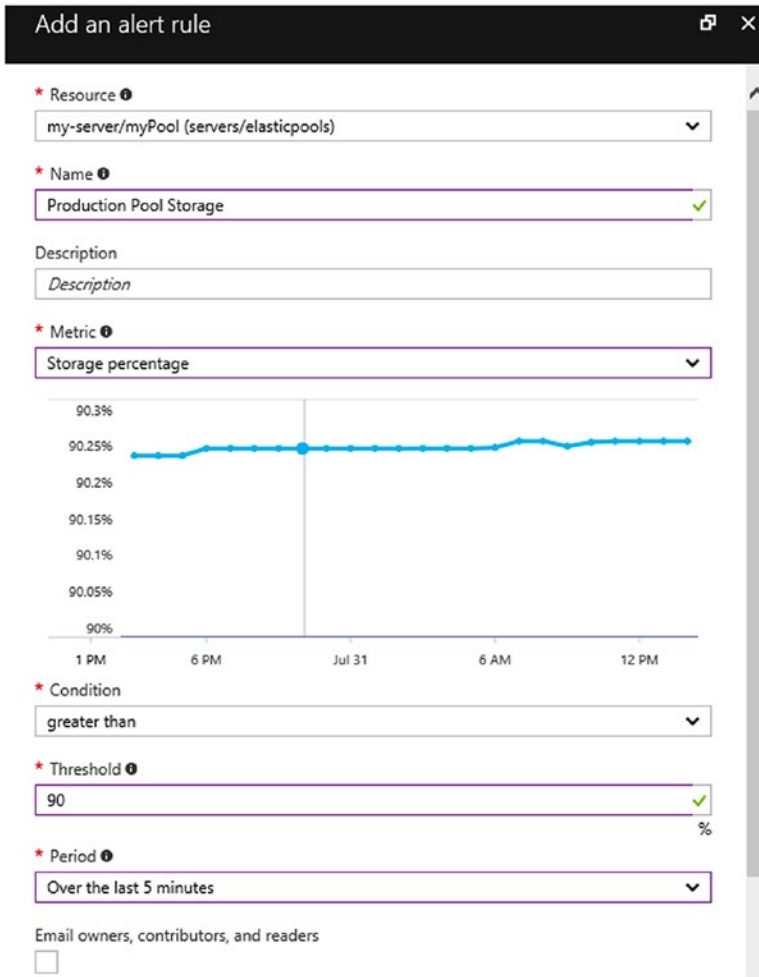 Add an alert rule
* Resource
my-server/myPool (servers/elasticpools)
* Name
Production Pool Storage
Description
Description
* Metric
Storage percentage
90.3%
90.25%
90.2%
90.15%
90.1%
90.05%
90%
1 PM 6 PM Jul 31 6 AM 12 PM
* Condition
greater than
* Threshold
90
%
* Period
Over the last 5 minutes
Email owners, contributors, and readers